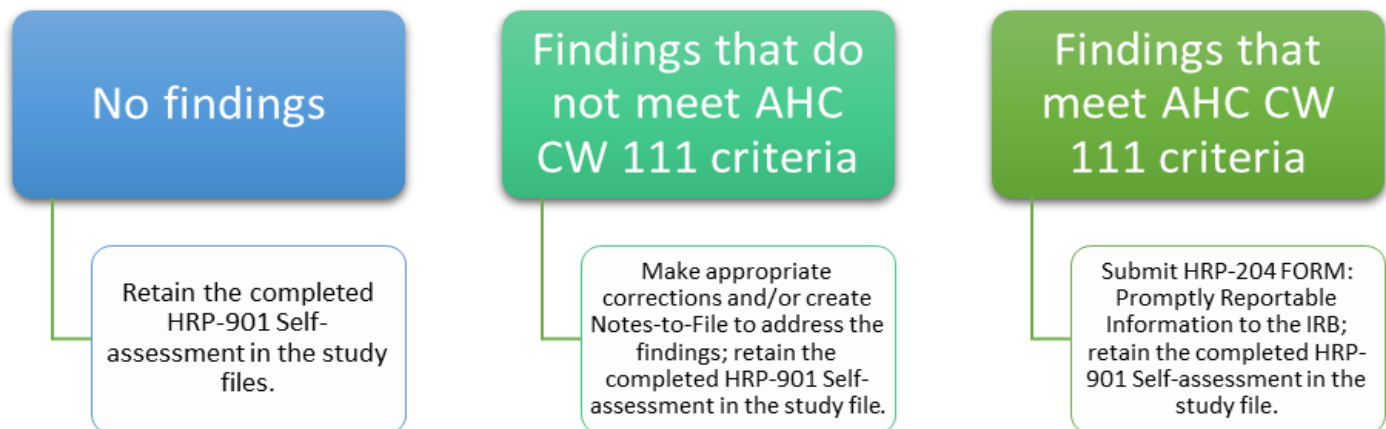 No findings
Retain the completed
HRP-901 Self-
assessment in the study
files.
Findings that do
not meet AHC
CW 111 criteria
Make appropriate
corrections and/or create
Notes-to-File to address the
findings; retain the
completed HRP-901 Self-
assessment in the study file.
Findings that
meet AHC CW
111 criteria
Submit HRP-204 FORM:
Promptly Reportable
Information to the IRB;
retain the completed HRP-
901 Self-assessment in the
study file.